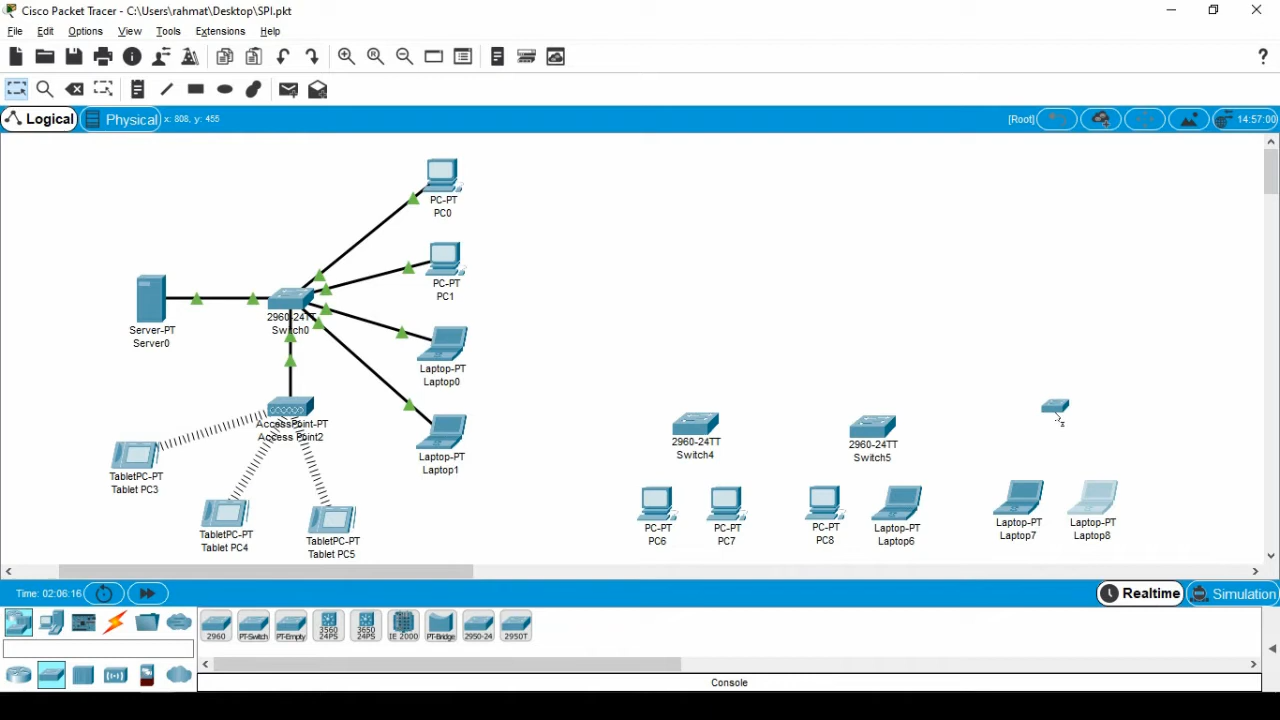 Cisco Packet Tracer - C:\Users\rahmat\Desktop\SPI.pkt
File Edit Options View Tools Extensions Help
Logical Physical x: 808, y: 455 [Root] 14:57:00
PC-PT
PC0
PC-PT
PC1
Server-PT
Server0
2960-24TT
Switch0
Laptop-PT
Laptop0
AccessPoint-PT
Access Point2
Laptop-PT
Laptop1
TabletPC-PT
Tablet PC3
TabletPC-PT
Tablet PC4
TabletPC-PT
Tablet PC5
2960-24TT
Switch4
2960-24TT
Switch5
PC-PT
PC6
PC-PT
PC7
PC-PT
PC8
Laptop-PT
Laptop6
Laptop-PT
Laptop7
Laptop-PT
Laptop8
Time: 02:06:16 Realtime Simulation
2960 PT-Switch PT-Empty 3560 24PS 3650 24PS IE 2000 PT-Bridge 2950-24 2950T
Console